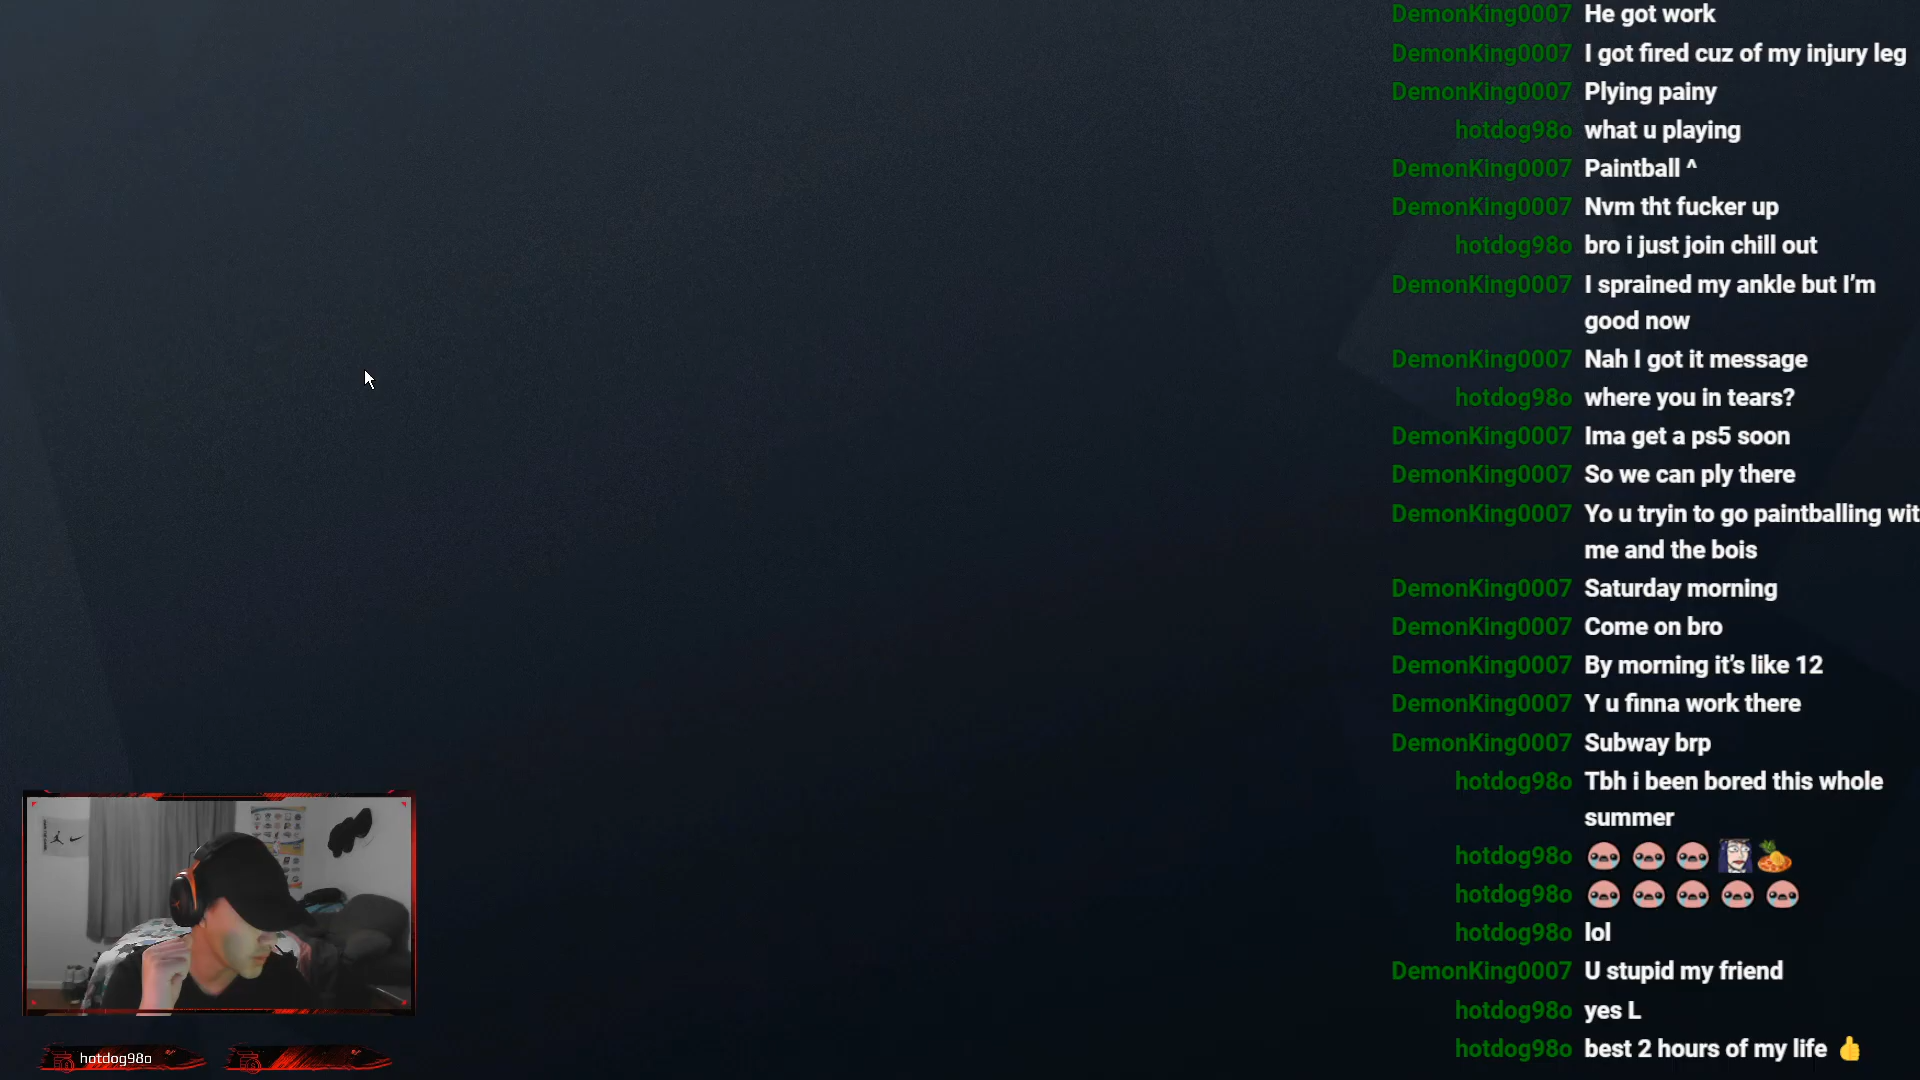 DemonKing0007 He got work
DemonKing0007 I got fired cuz of my injury leg
DemonKing0007 Plying painy
hotdog98o what u playing
DemonKing0007 Paintball ^
DemonKing0007 Nvm tht fucker up
hotdog98o bro i just join chill out
DemonKing0007 I sprained my ankle but I’m
good now
DemonKing0007 Nah I got it message
hotdog98o where you in tears?
DemonKing0007 Ima get a ps5 soon
DemonKing0007 So we can ply there
DemonKing0007 Yo u tryin to go paintballing wit
me and the bois
DemonKing0007 Saturday morning
DemonKing0007 Come on bro
DemonKing0007 By morning it’s like 12
DemonKing0007 Y u finna work there
DemonKing0007 Subway brp
hotdog98o Tbh i been bored this whole
summer
hotdog98o
hotdog98o
hotdog98o lol
DemonKing0007 U stupid my friend
hotdog98o yes L
hotdog98o best 2 hours of my life 👍
hotdog98o